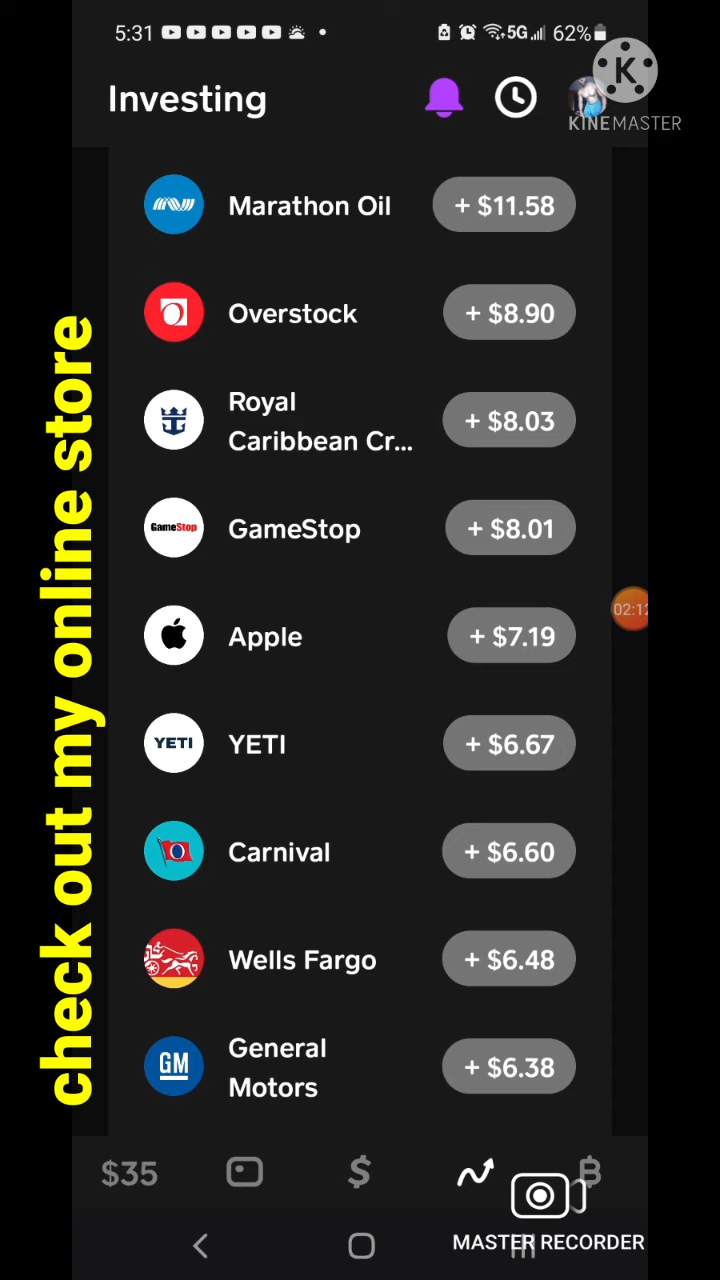 5:31
5G 62%
Investing
K
KINEMASTER
Marathon Oil
+ $11.58
Overstock
+ $8.90
Royal
Caribbean Cr...
+ $8.03
GameStop
GameStop
+ $8.01
Apple
+ $7.19
02:12
YETI
YETI
+ $6.67
Carnival
+ $6.60
Wells Fargo
+ $6.48
GM
General
Motors
+ $6.38
check out my online store
$35
$
MASTER RECORDER